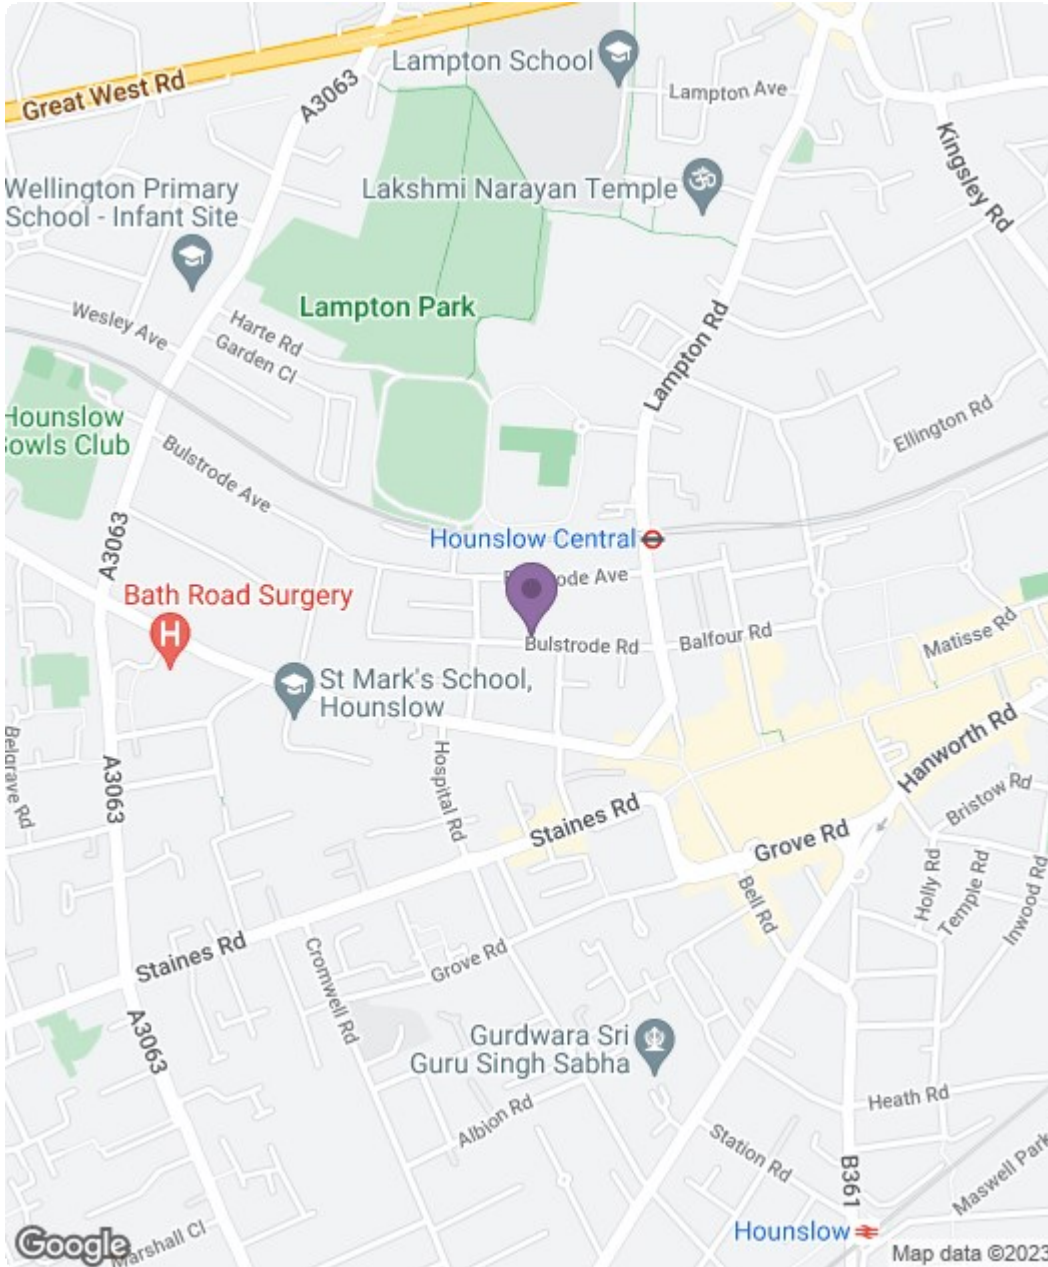 Lampton School
Lampton Ave
Great West Rd
A3063
Kingsley Rd
Wellington Primary
School - Infant Site
Lakshmi Narayan Temple
ॐ
Lampton Park
Wesley Ave
Harte Rd
Garden Cl
Lampton Rd
Hounslow
Bowls Club
Ellington Rd
Bulstrode Ave
A3063
Hounslow Central
Ave
Bath Road Surgery
H
Bulstrode Rd
Balfour Rd
Matisse Rd
St Mark's School,
Hounslow
Belgrave Rd
A3063
Hospital Rd
Hanworth Rd
Staines Rd
Grove Rd
Bristow Rd
Bell Rd
Holly Rd
Temple Rd
Inwood Rd
Staines Rd
Cromwell Rd
Grove Rd
A3063
Gurdwara Sri
Guru Singh Sabha
Albion Rd
Heath Rd
Station Rd
B361
Maswell Park
Hounslow
Google
Marshall Cl
Map data ©2023